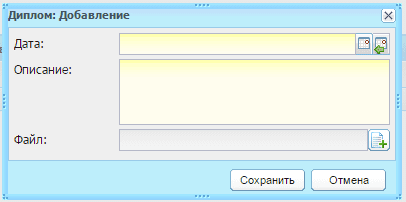 Диплом: Добавление
Дата:
Описание:
Файл:
Сохранить Отмена